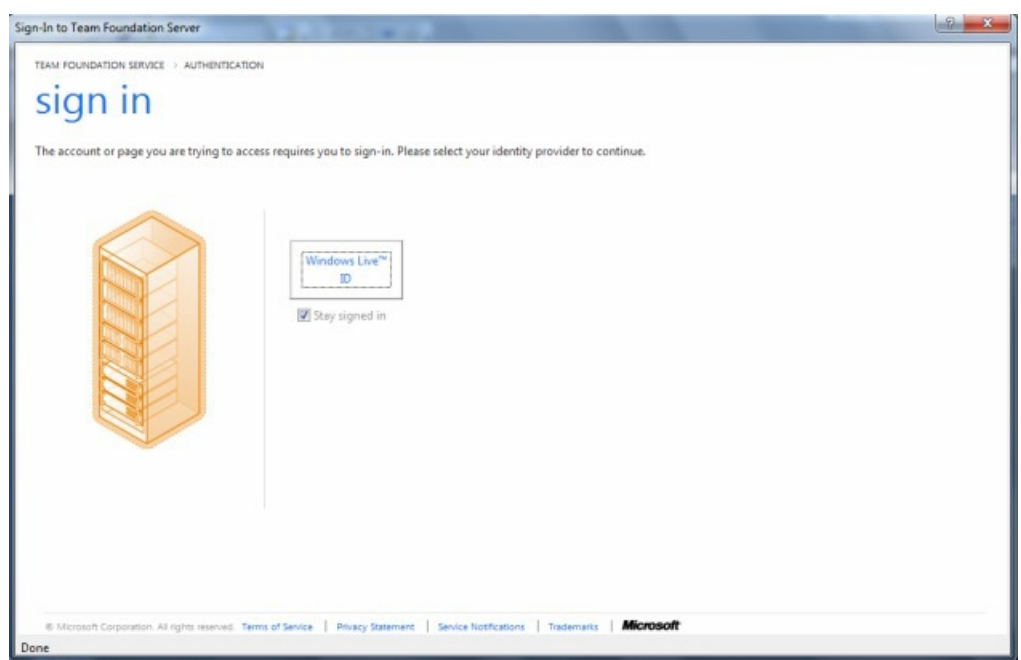 Sign-In to Team Foundation Server
TEAM FOUNDATION SERVICE > AUTHENTICATION
sign in
The account or page you are trying to access requires you to sign-in. Please select your identity provider to continue.
Windows Live™
ID
Stay signed in
© Microsoft Corporation. All rights reserved. Terms of Service | Privacy Statement | Service Notifications | Trademarks | Microsoft
Done